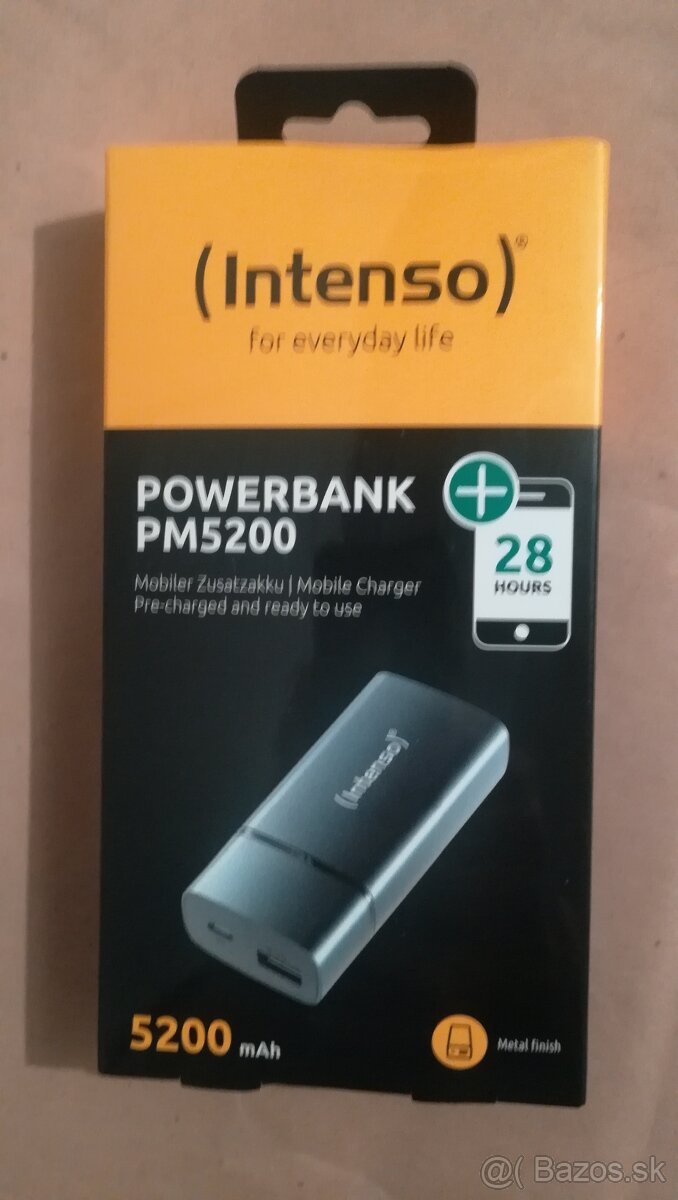 (Intenso)®
for everyday life
POWERBANK
PM5200
28
HOURS
Mobiler Zusatzakku | Mobile Charger
Pre-charged and ready to use
(Intenso)®
5200 mAh
Metal finish
@( Bazos.sk